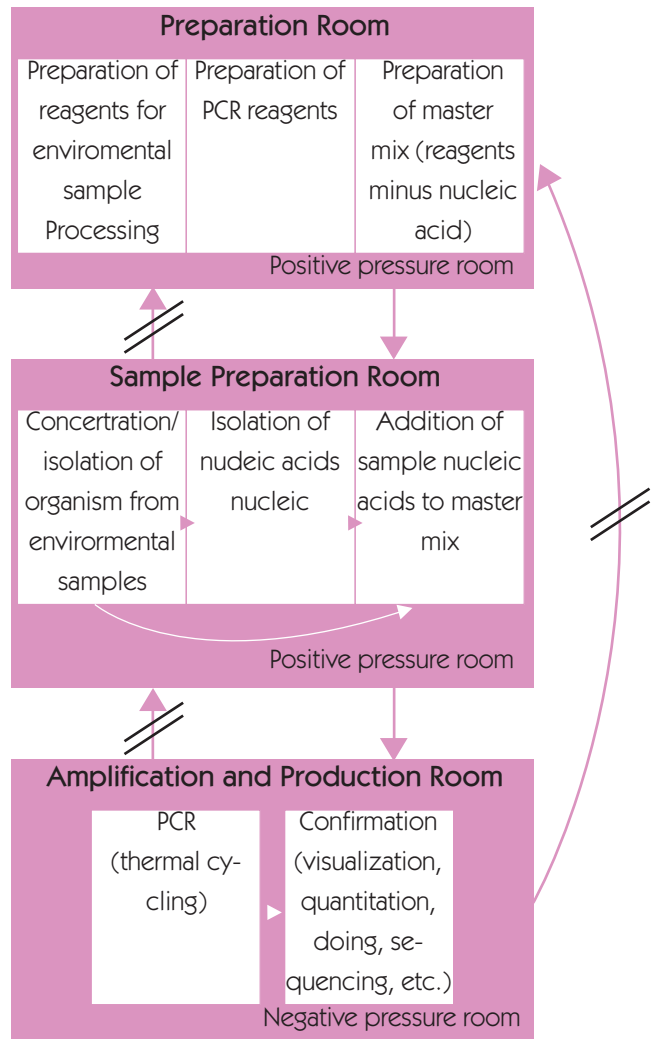 Preparation Room
Preparation of
reagents for
enviromental
sample
Processing
Preparation of
PCR reagents
Preparation
of master
mix (reagents
minus nucleic
acid)
Positive pressure room
Sample Preparation Room
Concertration/
isolation of
organism from
envirormental
samples
Isolation of
nudeic acids
nucleic
Addition of
sample nucleic
acids to master
mix
Positive pressure room
Amplification and Production Room
PCR
(thermal cy-
cling)
Confirmation
(visualization,
quantitation,
doing, se-
quencing, etc.)
Negative pressure room